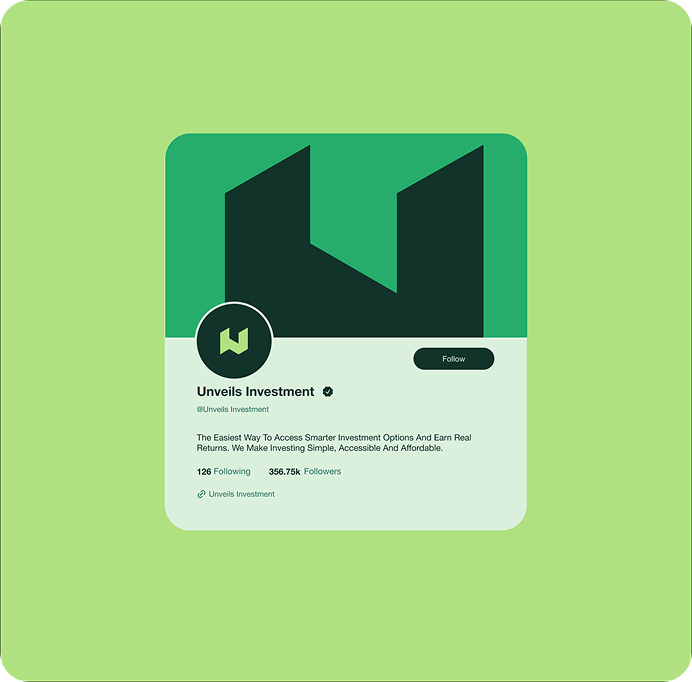 Follow
Unveils Investment
@Unveils Investment
The Easiest Way To Access Smarter Investment Options And Earn Real
Returns. We Make Investing Simple, Accessible And Affordable.
126 Following 356.75k Followers
Unveils Investment